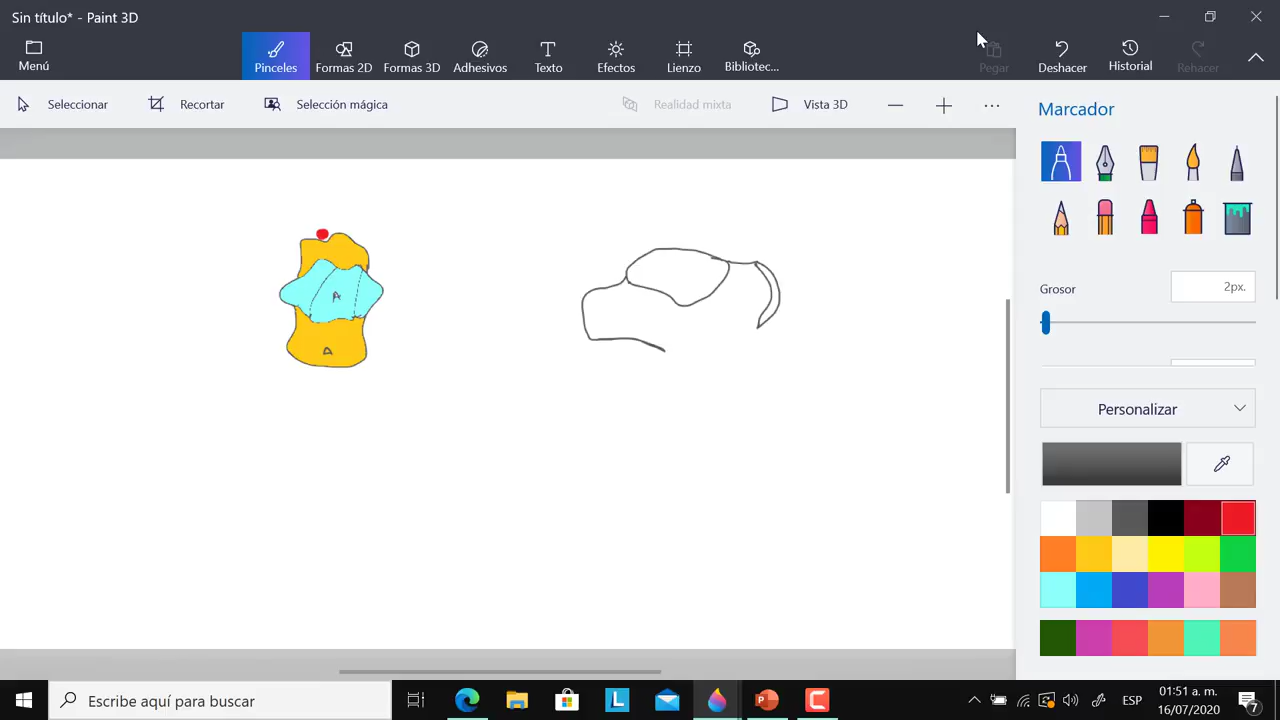 Sin título* - Paint 3D
Menú
Pinceles Formas 2D Formas 3D Adhesivos Texto Efectos Lienzo Bibliotec... Pegar Deshacer Historial Rehacer
Seleccionar Recortar Selección mágica Realidad mixta Vista 3D
Marcador
Grosor 2px.
Personalizar
A
A
Escribe aquí para buscar
L
P
C
ESP
01:51 a. m.
16/07/2020
7